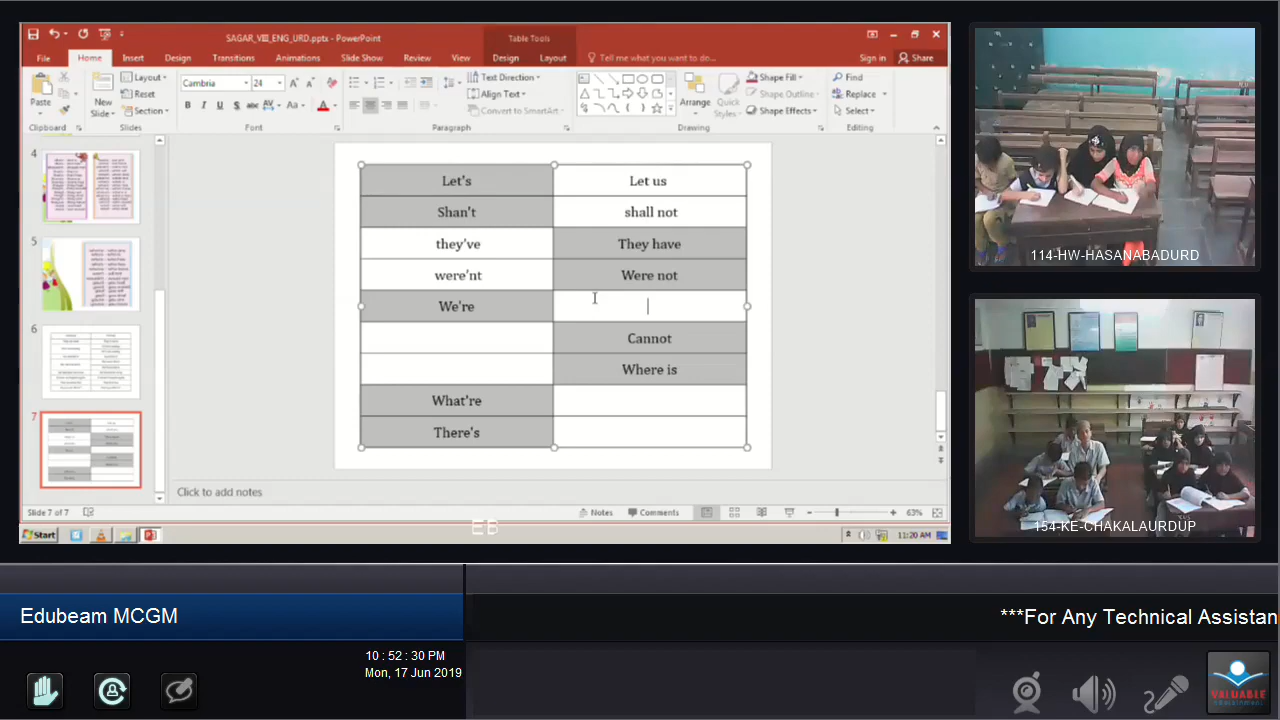 SAGAR_VIII_ENG_URD.pptx - PowerPoint
Table Tools
Sign in
Share
File
Home
Insert
Design
Transitions
Animations
Slide Show
Review
View
Design
Layout
Tell me what you want to do...
Paste
Clipboard
New
Slide
Layout
Reset
Section
Slides
Cambria
24
Font
Text Direction
Align Text
Convert to SmartArt
Paragraph
Arrange
Quick
Styles
Shape Fill
Shape Outline
Shape Effects
Drawing
Find
Replace
Select
Editing
4
5
6
7
Let's Let us
Shan't shall not
they've They have
were'nt Were not
We're
Cannot
Where is
What're
There's
Click to add notes
Slide 7 of 7
Notes
Comments
63%
Start
EB
11:20 AM
114-HW-HASANABADURD
154-KE-CHAKALAURDUP
Edubeam MCGM
***For Any Technical Assistan
10 : 52 : 30 PM
Mon, 17 Jun 2019
VALUABLE